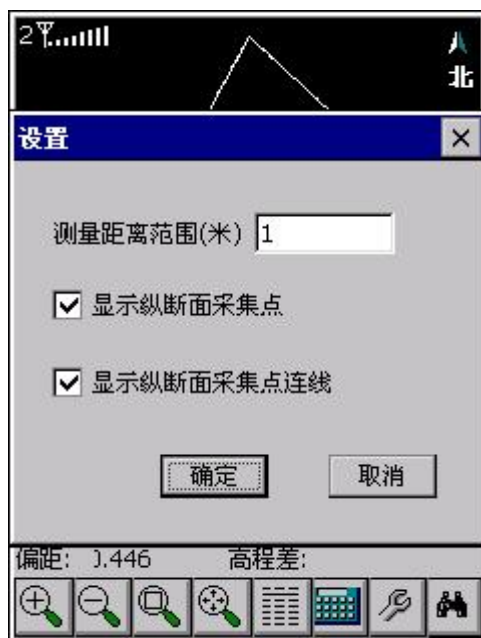 2
北
设置
测量距离范围(米) 1
显示纵断面采集点
显示纵断面采集点连线
确定 取消
偏距: 0.446 高程差: